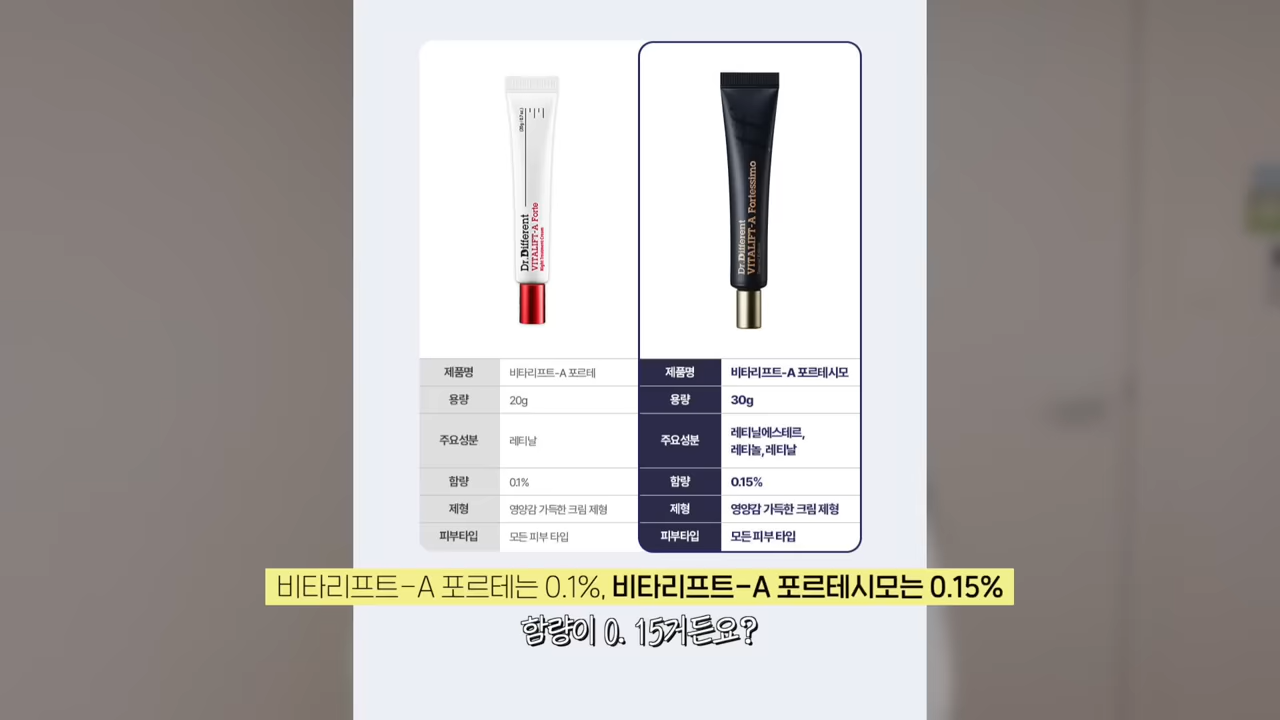 Dr.Different
VITALIFT-A Forte
Night Treatment Cream
Dr.Different
VITALIFT-A Fortessimo
제품명 비타리프트-A 포르테
용량 20g
주요성분 레티날
함량 0.1%
제형 영양감 가득한 크림 제형
피부타입 모든 피부 타입
제품명 비타리프트-A 포르테시모
용량 30g
주요성분 레티닐에스테르,
레티놀, 레티날
함량 0.15%
제형 영양감 가득한 크림 제형
피부타입 모든 피부 타입
비타리프트-A 포르테는 0.1%, 비타리프트-A 포르테시모는 0.15%
함량이 0. 15거든요?